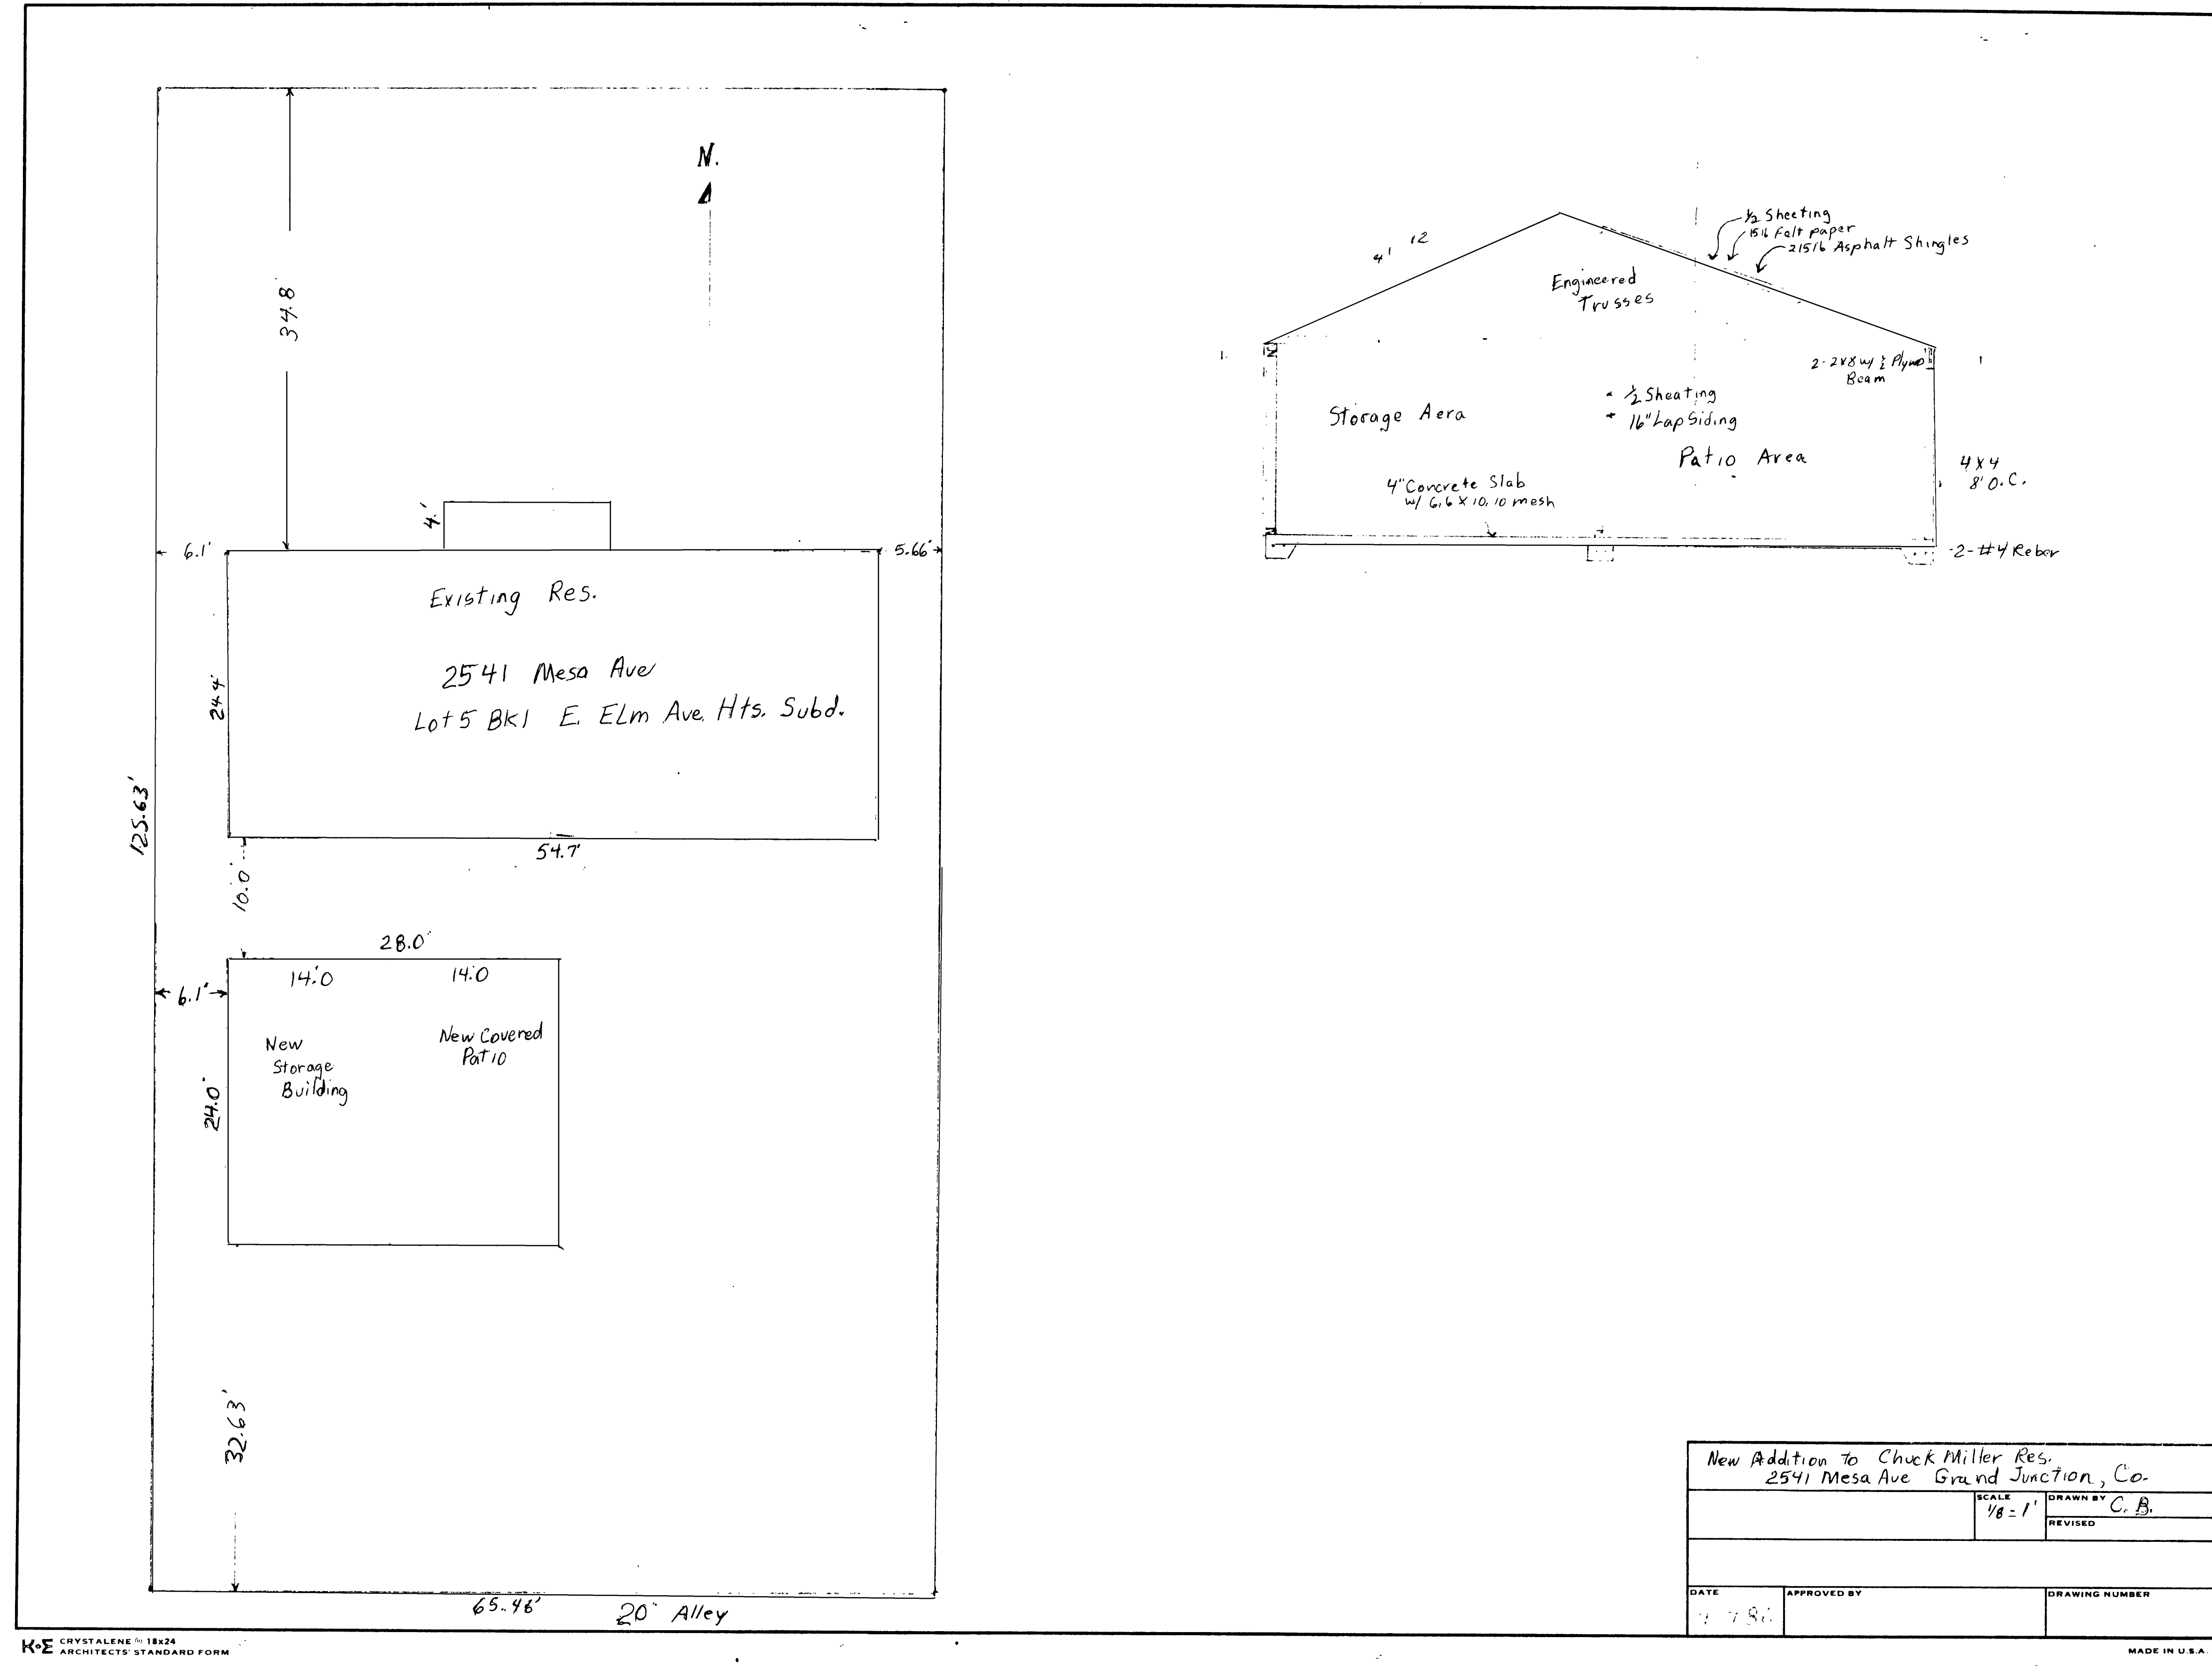 N.
34.8
4.'
6.1'
5.66'
Existing Res.
2541 Mesa Ave
Lot 5 BK1 E. ELm Ave. Hts. Subd.
24.4'
125.63'
54.7'
10.0'
28.0'
14.'0
14.'0
6.1'
New
Storage
Building
New Covered
Patio
24.0'
32.63'
65.48'
20' Alley
4' 12
1/2 Sheeting
15lb Felt paper
215lb Asphalt Shingles
Engineered
Trusses
2-2x8 w/ 1/2 Plywd
Beam
1/2 Sheating
16" Lap Siding
Storage Aera
Patio Area
4 x 4
8' O.C.
4" Concrete Slab
w/ 6,6 x 10,10 mesh
2-#4 Rebar
New Addition to Chuck Miller Res.
2541 Mesa Ave Grand Junction, Co.
SCALE
1/8 = 1'
DRAWN BY C. B.
REVISED
DATE
APPROVED BY
DRAWING NUMBER
K+E CRYSTALENE 18x24
ARCHITECTS' STANDARD FORM
MADE IN U.S.A.